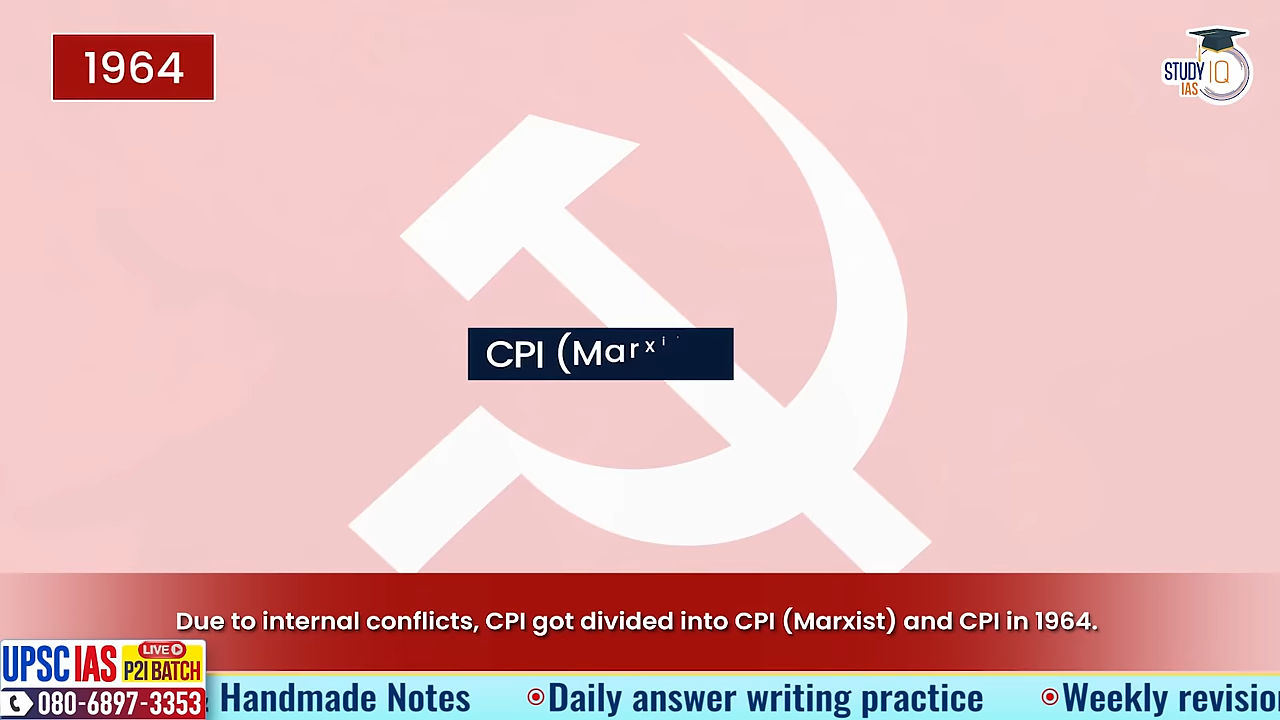 1964
STUDY IQ
IAS
CPI (Marxi
Due to internal conflicts, CPI got divided into CPI (Marxist) and CPI in 1964.
UPSC IAS LIVE P2I BATCH
080-6897-3353
Handmade Notes Daily answer writing practice Weekly revisio